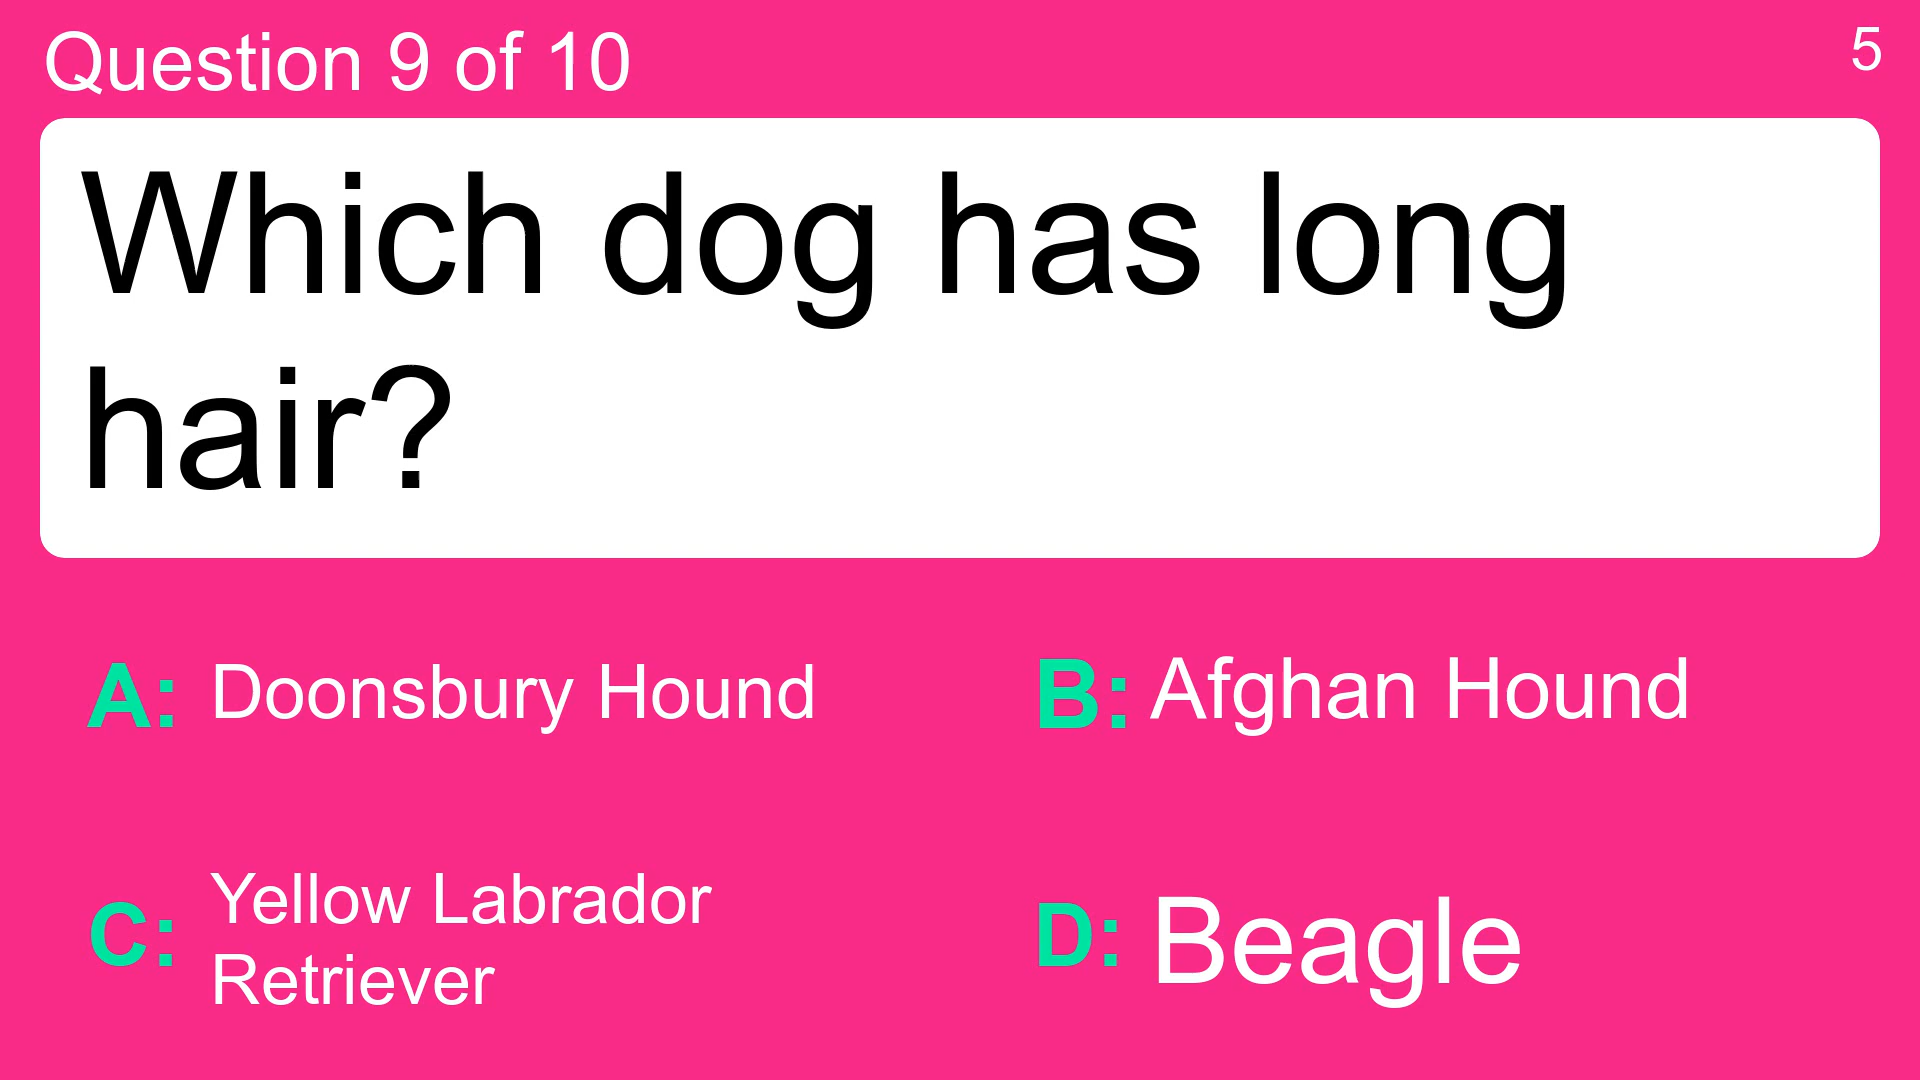 Question 9 of 10
5
Which dog has long
hair?
A: Doonsbury Hound
B: Afghan Hound
C: Yellow Labrador
Retriever
D: Beagle